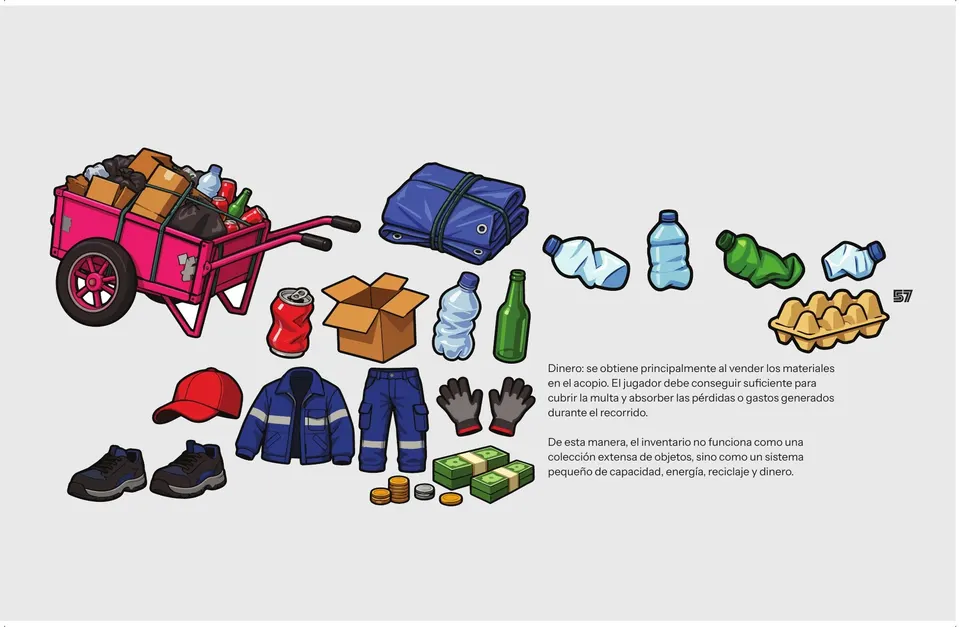 57
Dinero: se obtiene principalmente al vender los materiales
en el acopio. El jugador debe conseguir suficiente para
cubrir la multa y absorber las pérdidas o gastos generados
durante el recorrido.
De esta manera, el inventario no funciona como una
colección extensa de objetos, sino como un sistema
pequeño de capacidad, energía, reciclaje y dinero.